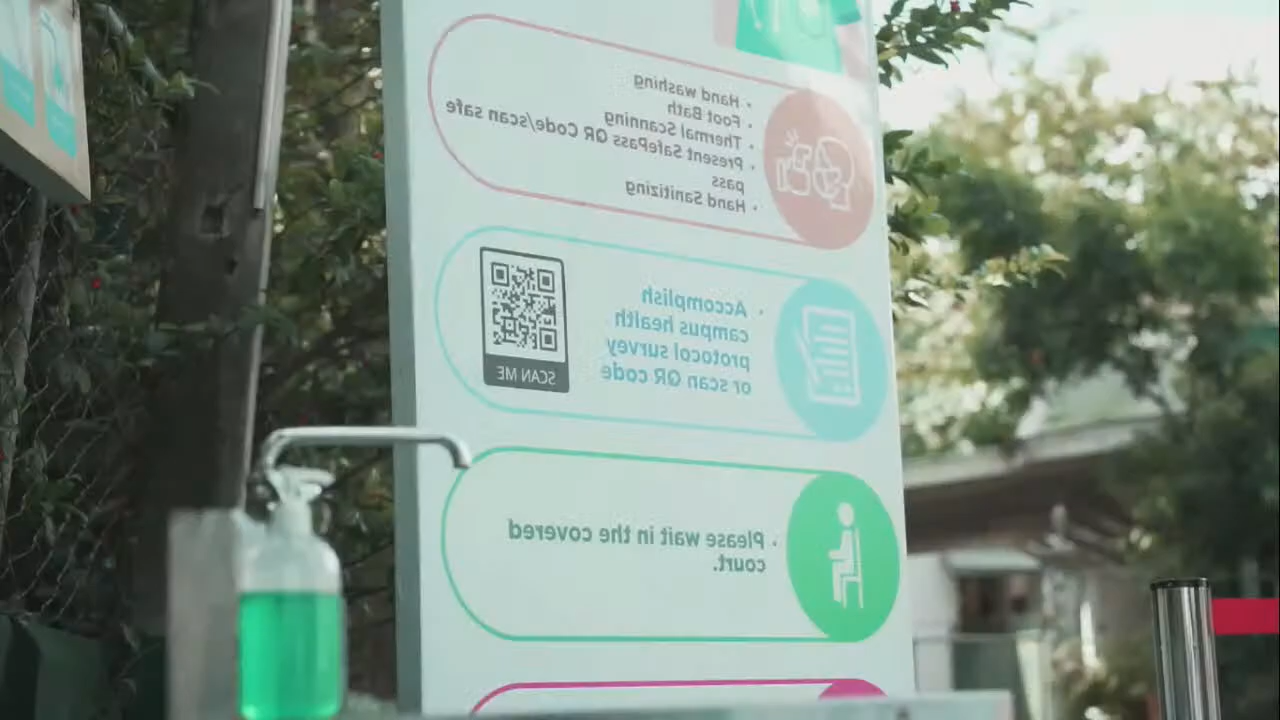 • Hand washing
• Foot Bath
• Thermal Scanning
• Present SafePass QR Code/scan safe
pass
• Hand Sanitizing
• Accomplish
campus health
protocol survey
or scan QR code
SCAN ME
• Please wait in the covered
court.